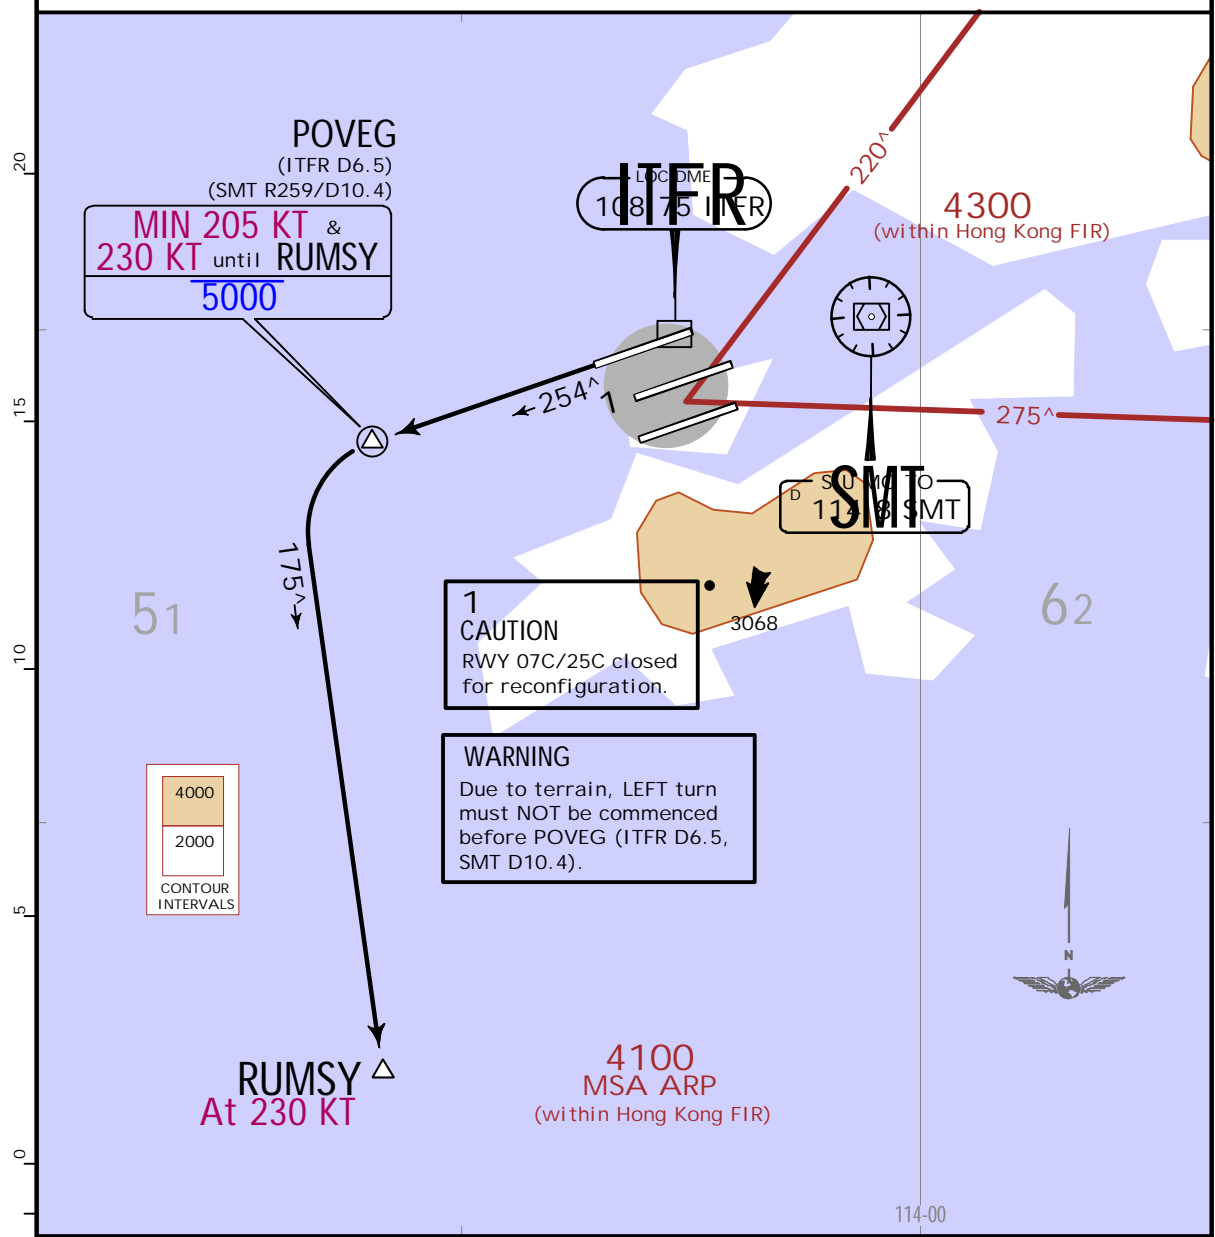 POVEG
(ITFR D6.5)
(SMT R259/D10.4)
MIN 205 KT &
230 KT until RUMSY
5000
LOC DME
ITFR
108.75 ITFR
220^
4300
(within Hong Kong FIR)
20
15
10
5
0
254^
1
275^
SIU MO TO
SMT
D
114.8 SMT
175^
51
62
3068
1
CAUTION
RWY 07C/25C closed
for reconfiguration.
WARNING
Due to terrain, LEFT turn
must NOT be commenced
before POVEG (ITFR D6.5,
SMT D10.4).
4000
2000
CONTOUR
INTERVALS
N
RUMSY
At 230 KT
4100
MSA ARP
(within Hong Kong FIR)
114-00